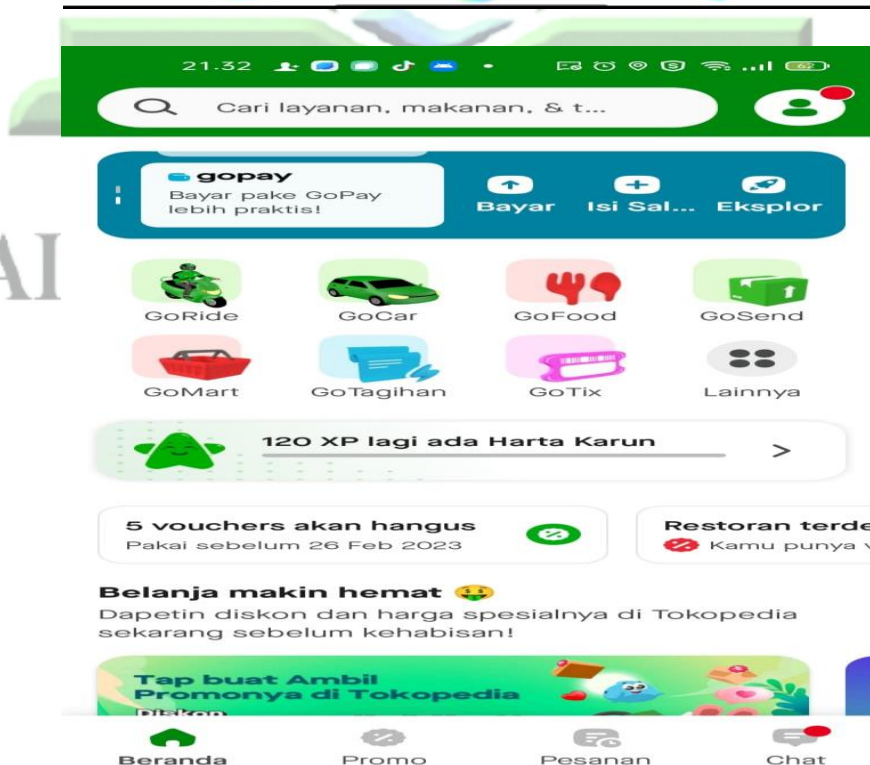 AI
21.32
62
Cari layanan, makanan, & t...
gopay
Bayar pake GoPay
lebih praktis!
Bayar
Isi Sal...
Eksplor
GoRide
GoCar
GoFood
GoSend
GoMart
GoTagihan
GoTix
Lainnya
120 XP lagi ada Harta Karun
5 vouchers akan hangus
Pakai sebelum 26 Feb 2023
Restoran terde
Kamu punya v
Belanja makin hemat 🤑
Dapetin diskon dan harga spesialnya di Tokopedia
sekarang sebelum kehabisan!
Tap buat Ambil
Promonya di Tokopedia
Diskon
Beranda
Promo
Pesanan
Chat